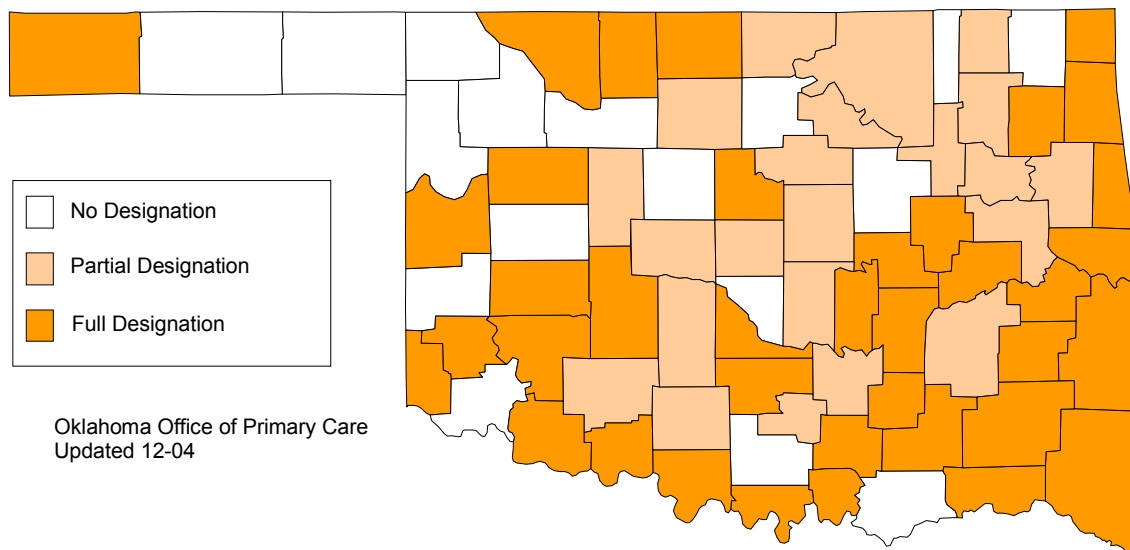 No Designation
Partial Designation
Full Designation
Oklahoma Office of Primary Care
Updated 12-04